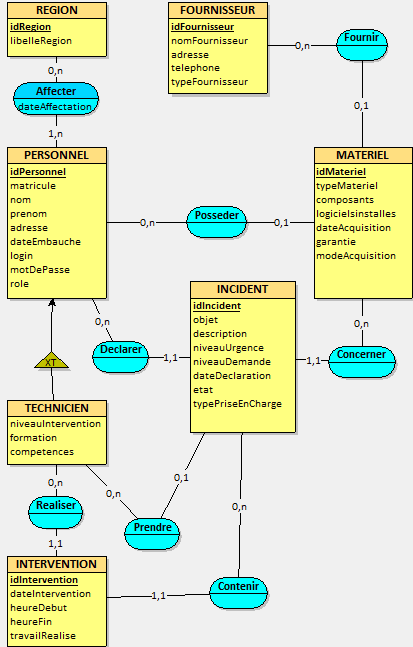 REGION
idRegion
libelleRegion
FOURNISSEUR
idFournisseur
nomFournisseur
adresse
telephone
typeFournisseur
0,n
Fournir
0,1
0,n
Affecter
dateAffectation
1,n
PERSONNEL
idPersonnel
matricule
nom
prenom
adresse
dateEmbauche
login
motDePasse
role
0,n
Posseder
0,1
MATERIEL
idMateriel
typeMateriel
composants
logicielsinstalles
dateAcquisition
garantie
modeAcquisition
0,n
Declarer
1,1
INCIDENT
idIncident
objet
description
niveauUrgence
niveauDemande
dateDeclaration
etat
typePriseEnCharge
0,n
Concerner
1,1
XT
TECHNICIEN
niveauIntervention
formation
competences
0,n
Realiser
1,1
0,n
Prendre
0,1
0,n
Contenir
1,1
INTERVENTION
idIntervention
dateIntervention
heureDebut
heureFin
travailRealise